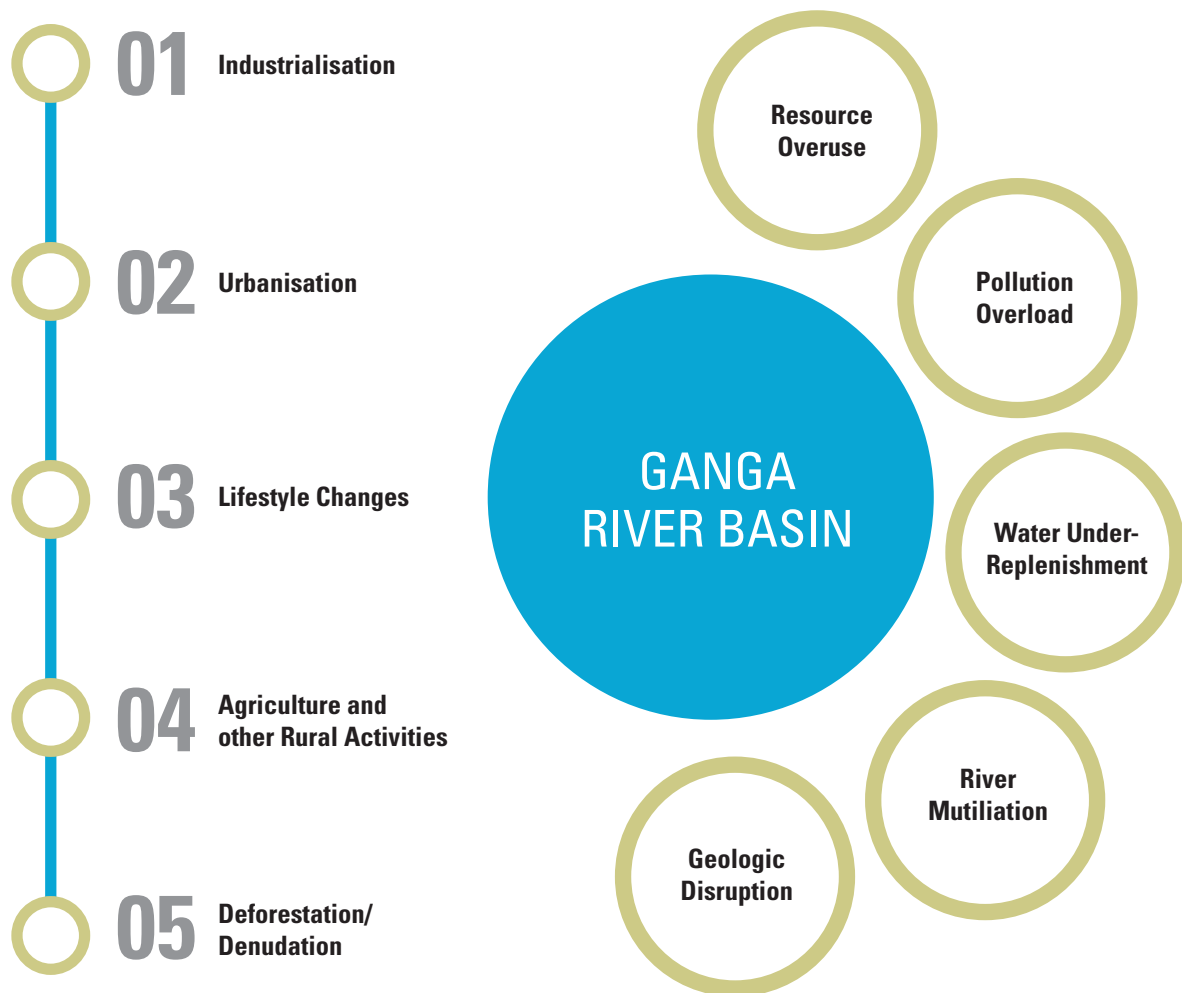 01 Industrialisation
02 Urbanisation
03 Lifestyle Changes
04 Agriculture and
other Rural Activities
05 Deforestation/
Denudation
GANGA
RIVER BASIN
Resource
Overuse
Pollution
Overload
Water Under-
Replenishment
River
Mutiliation
Geologic
Disruption